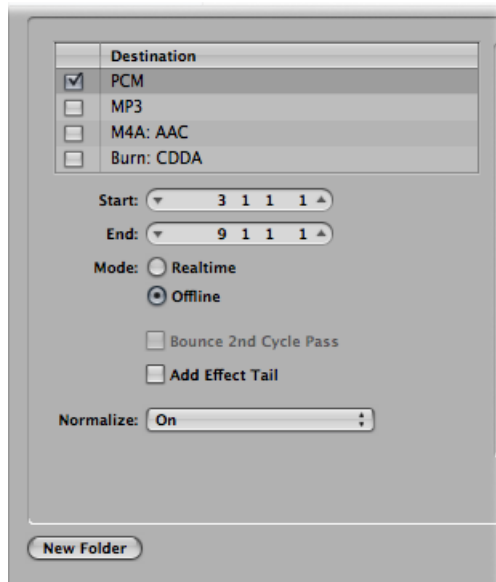 Destination
PCM
MP3
M4A: AAC
Burn: CDDA
Start: 3 1 1 1
End: 9 1 1 1
Mode: Realtime
Offline
Bounce 2nd Cycle Pass
Add Effect Tail
Normalize: On
New Folder